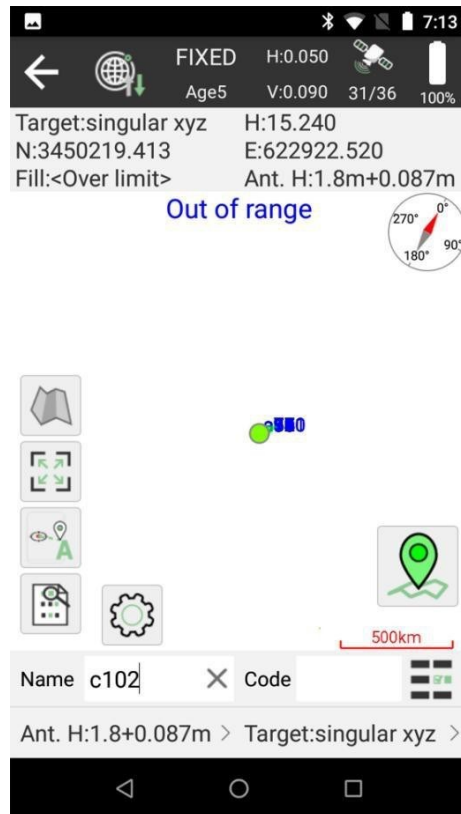 7:13
FIXED H:0.050
Age5 V:0.090 31/36 100%
Target:singular xyz H:15.240
N:3450219.413 E:622922.520
Fill:<Over limit> Ant. H:1.8m+0.087m
Out of range
0°
270°
90°
180°
A
500km
Name c102 Code
Ant. H:1.8+0.087m > Target:singular xyz >